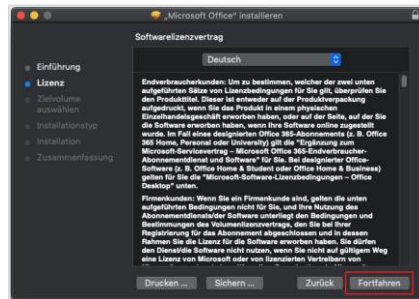 „Microsoft Office“ installieren
Softwarelizenzvertrag
Deutsch
Einführung
Lizenz
Zielvolume
auswählen
Installationstyp
Installation
Zusammenfassung
Endverbraucherkunden: Um zu bestimmen, welcher der zwei unten
aufgeführten Sätze von Lizenzbedingungen für Sie gilt, überprüfen Sie
den Produkttitel. Dieser ist entweder auf der Produktverpackung
aufgedruckt, wenn Sie das Produkt in einem physischen
Einzelhandelsgeschäft erworben haben, oder auf der Seite, auf der Sie
die Software erworben haben, wenn Ihre Software online zugestellt
wurde. Im Fall eines designierten Office 365-Abonnements (z. B. Office
365 Home, Personal oder University) gilt die "Ergänzung zum
Microsoft-Servicevertrag – Microsoft Office 365-Endverbraucher-
Abonnementdienst und Software" für Sie. Bei designierter Office-
Software (z. B. Office Home & Student oder Office Home & Business)
gelten für Sie die "Microsoft-Software-Lizenzbedingungen – Office
Desktop" unten.
Firmenkunden: Wenn Sie ein Firmenkunde sind, gelten die unten
aufgeführten Bedingungen nicht für Sie, und Ihre Nutzung des
Abonnementdiensts/der Software unterliegt den Bedingungen und
Bestimmungen des Volumenlizenzvertrags, den Sie bei Ihrer
Registrierung für das Abonnement abgeschlossen und in dessen
Rahmen Sie die Lizenz für die Software erworben haben. Sie dürfen
den Dienst/die Software nicht nutzen, wenn Sie nicht auf gültigem Weg
eine Lizenz von Microsoft oder von lizenzierten Vertreibern von
Drucken ...
Sichern ...
Zurück
Fortfahren